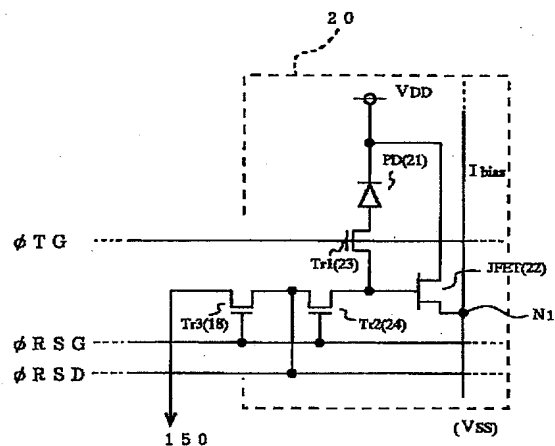 20
VDD
PD(21)
Ibias
φTG
Tr1(23)
JFET(22)
Tr3(18)
Tr2(24)
N1
φRSG
φRSD
(VSS)
150